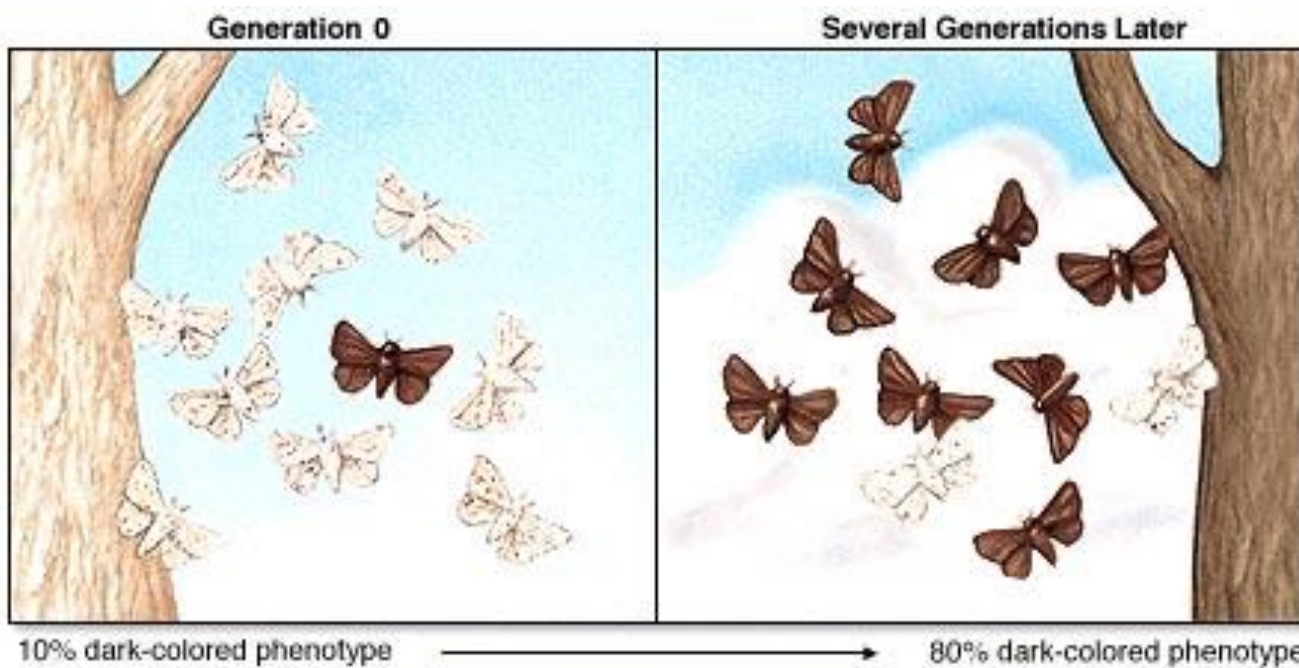 Generation 0
Several Generations Later
10% dark-colored phenotype
80% dark-colored phenotype